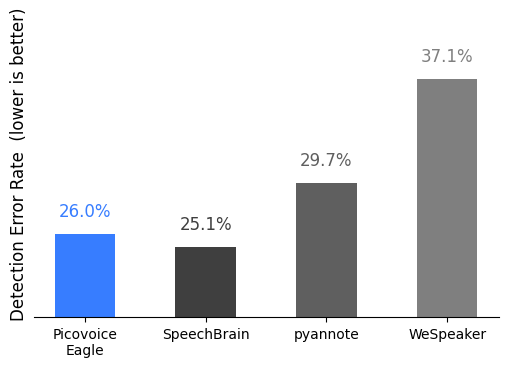 Detection Error Rate  (lower is better)
37.1%
29.7%
26.0%
25.1%
Picovoice
Eagle
SpeechBrain
pyannote
WeSpeaker